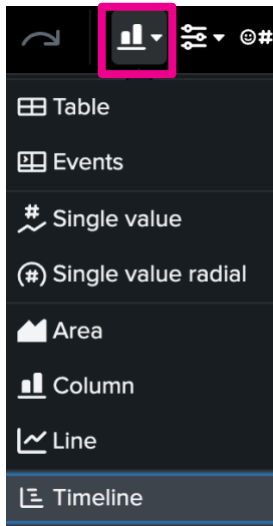 #
Table
Events
# Single value
(#) Single value radial
Area
Column
Line
Timeline